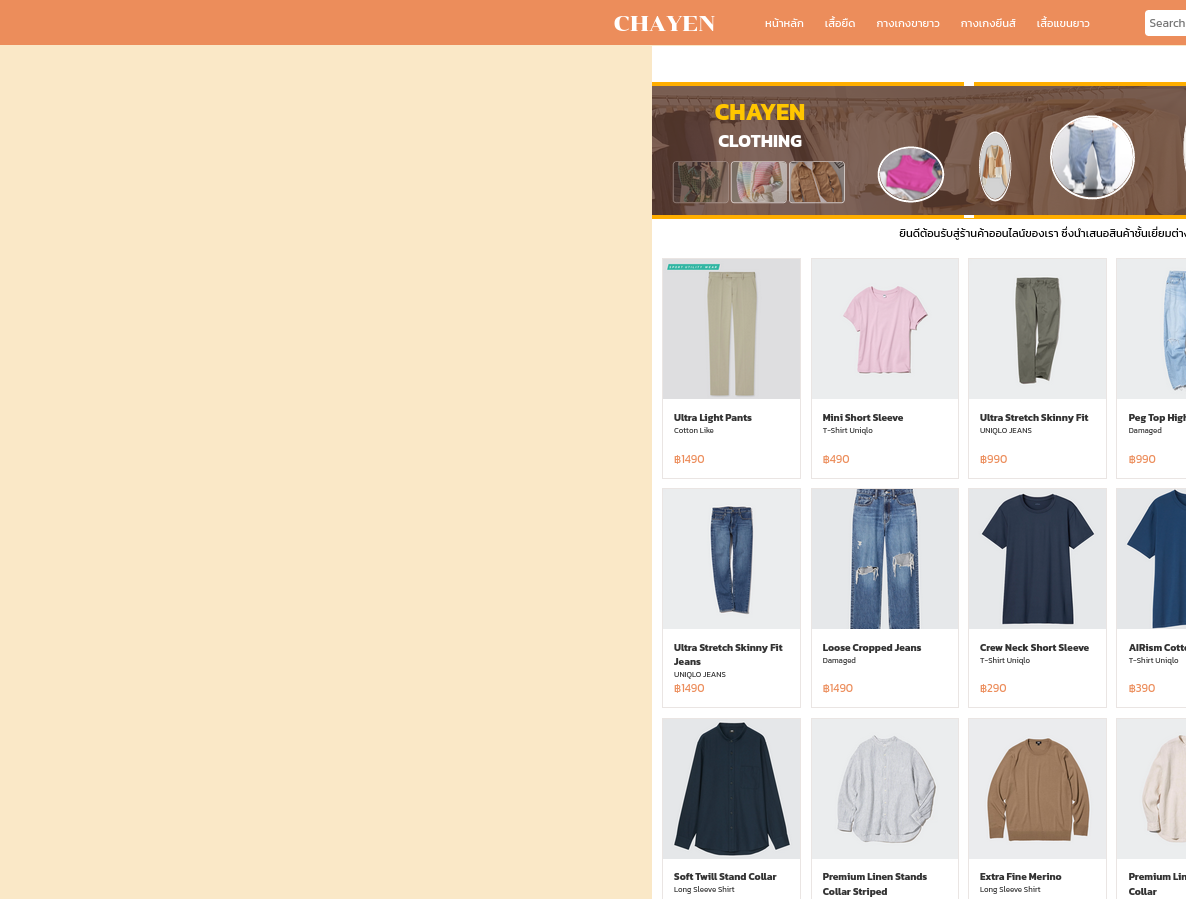 CHAYEN
หน้าหลัก
เสื้อยืด
กางเกงขายาว
กางเกงยีนส์
เสื้อแขนยาว
Search
CHAYEN
CLOTHING
ยินดีต้อนรับสู่ร้านค้าออนไลน์ของเรา ซึ่งนำเสนอสินค้าชั้นเยี่ยมต่าง
Ultra Light Pants
Cotton Like
฿1490
Mini Short Sleeve
T-Shirt Uniqlo
฿490
Ultra Stretch Skinny Fit
UNIQLO JEANS
฿990
Peg Top High
Damaged
฿990
Ultra Stretch Skinny Fit
Jeans
UNIQLO JEANS
฿1490
Loose Cropped Jeans
Damaged
฿1490
Crew Neck Short Sleeve
T-Shirt Uniqlo
฿290
AIRism Cotto
T-Shirt Uniqlo
฿390
Soft Twill Stand Collar
Long Sleeve Shirt
Premium Linen Stands
Collar Striped
Extra Fine Merino
Long Sleeve Shirt
Premium Lin
Collar